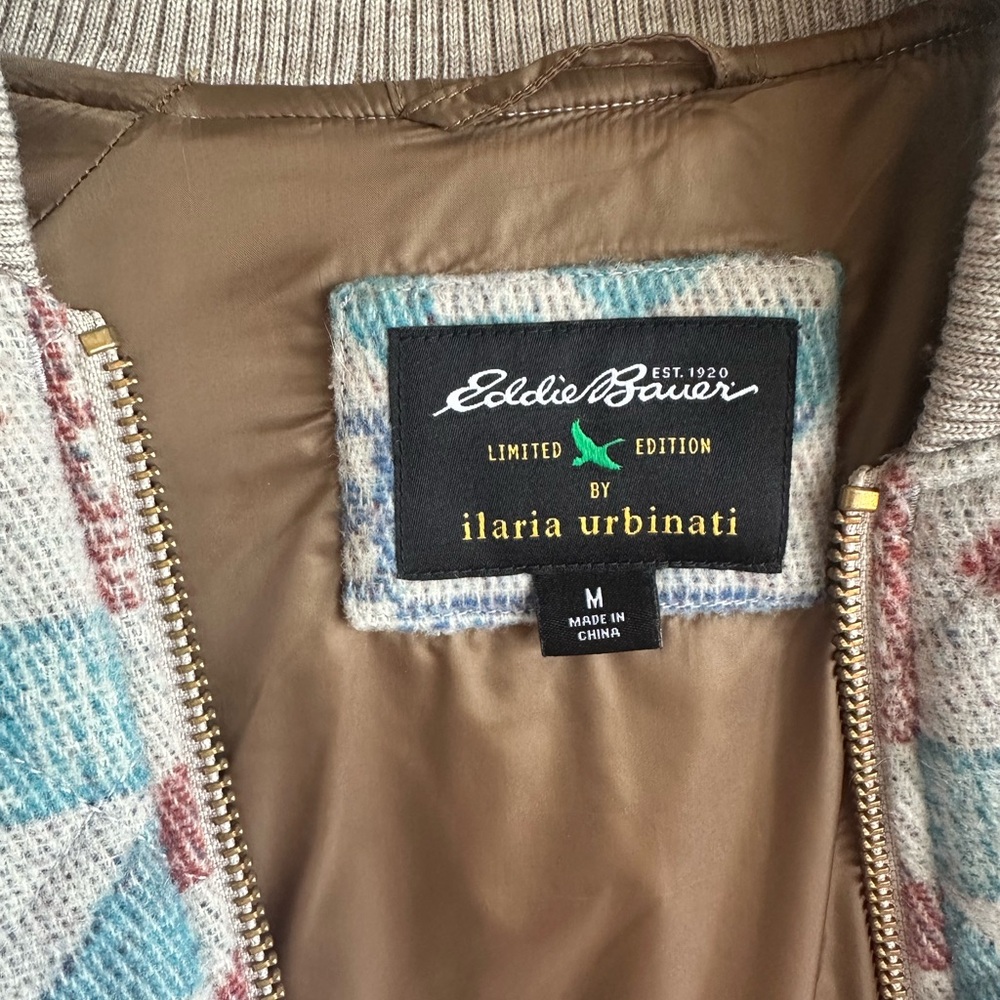 EST. 1920
Eddie Bauer
LIMITED EDITION
BY
ilaria urbinati
M
MADE IN
CHINA